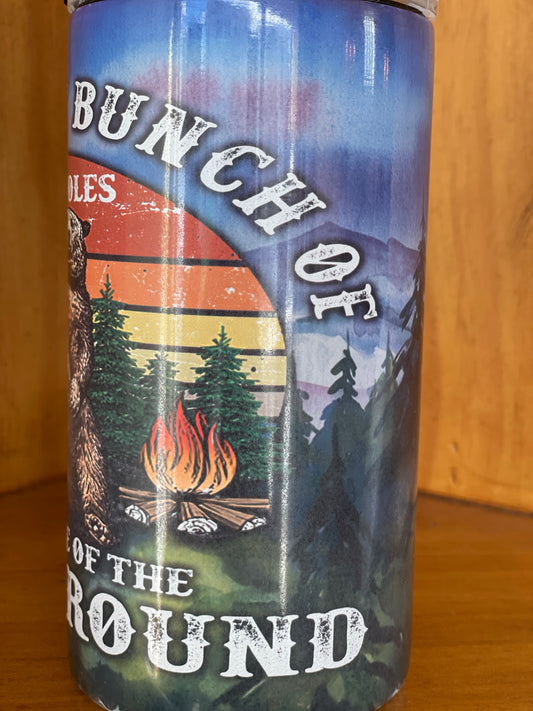 BUNCH OF
OLES
E OF THE
ROUND